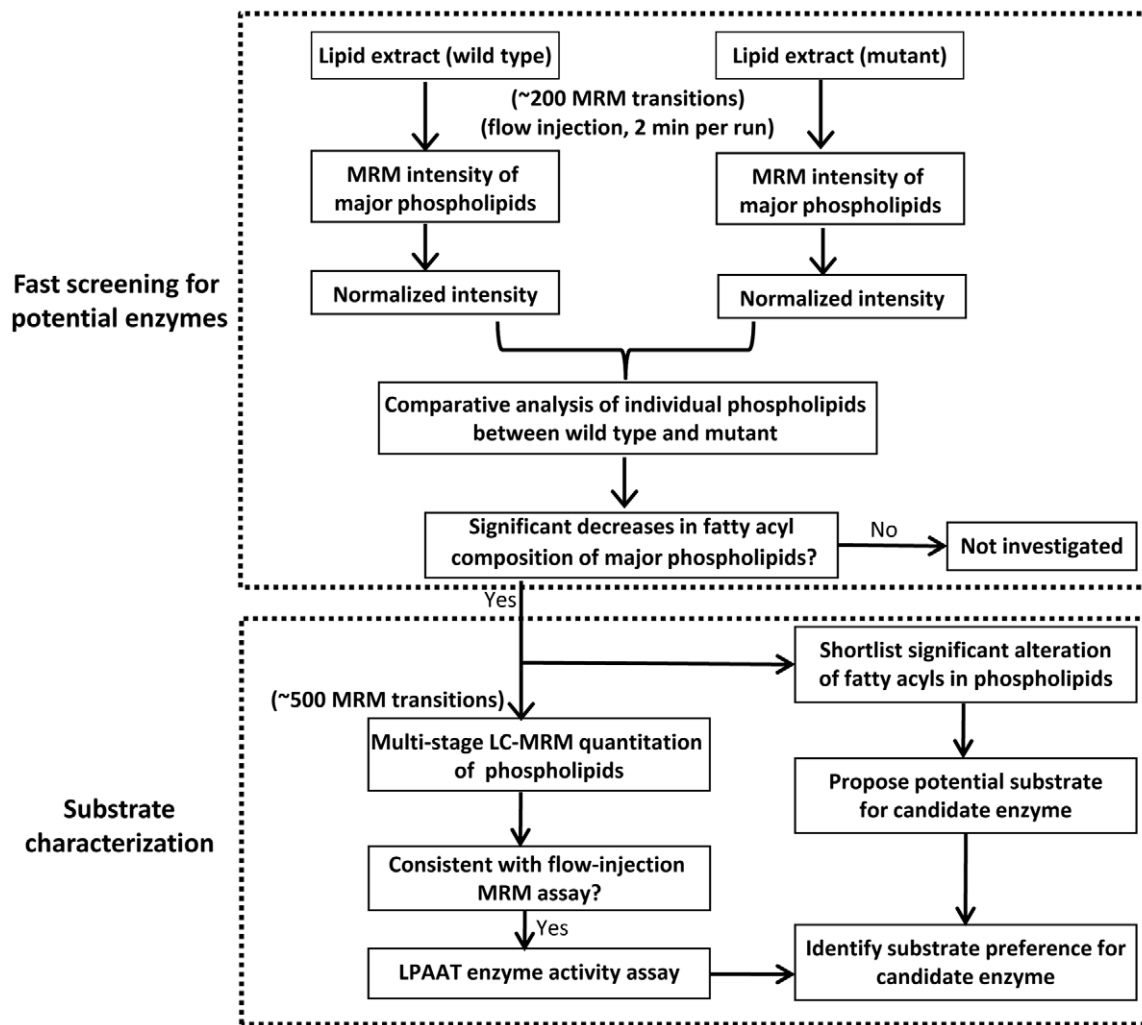 Lipid extract (wild type)
Lipid extract (mutant)
(~200 MRM transitions)
(flow injection, 2 min per run)
MRM intensity of
major phospholipids
MRM intensity of
major phospholipids
Fast screening for
potential enzymes
Normalized intensity
Normalized intensity
Comparative analysis of individual phospholipids
between wild type and mutant
Significant decreases in fatty acyl
composition of major phospholipids?
No
Not investigated
Yes
Shortlist significant alteration
of fatty acyls in phospholipids
(~500 MRM transitions)
Multi-stage LC-MRM quantitation
of phospholipids
Propose potential substrate
for candidate enzyme
Substrate
characterization
Consistent with flow-injection
MRM assay?
Yes
LPAAT enzyme activity assay
Identify substrate preference for
candidate enzyme